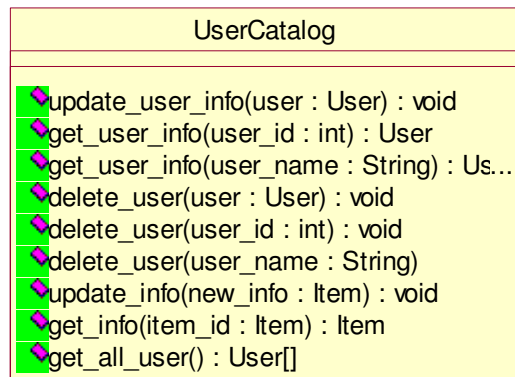 UserCatalog
update_user_info(user : User) : void
get_user_info(user_id : int) : User
get_user_info(user_name : String) : Us...
delete_user(user : User) : void
delete_user(user_id : int) : void
delete_user(user_name : String)
update_info(new_info : Item) : void
get_info(item_id : Item) : Item
get_all_user() : User[]